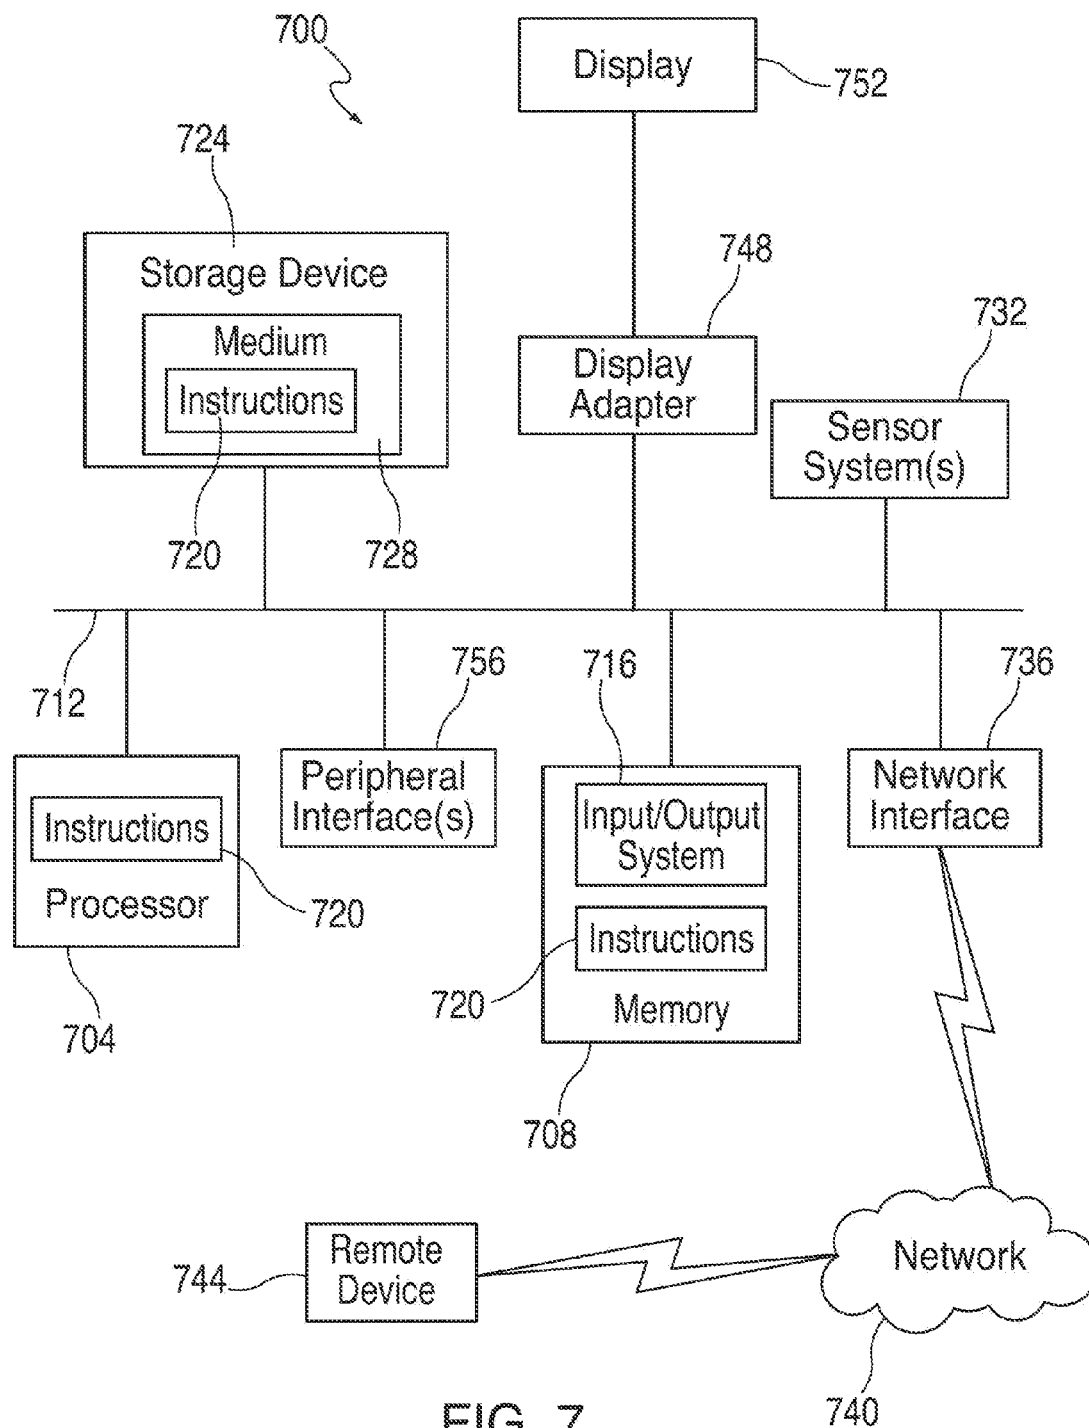 700
Display
752
724
Storage Device
Medium
Instructions
720
728
748
Display
Adapter
732
Sensor
System(s)
712
756
716
736
Instructions
Processor
720
704
Peripheral
Interface(s)
Input/Output
System
Instructions
720
Memory
708
Network
Interface
744
Remote
Device
Network
740
FIG. 7